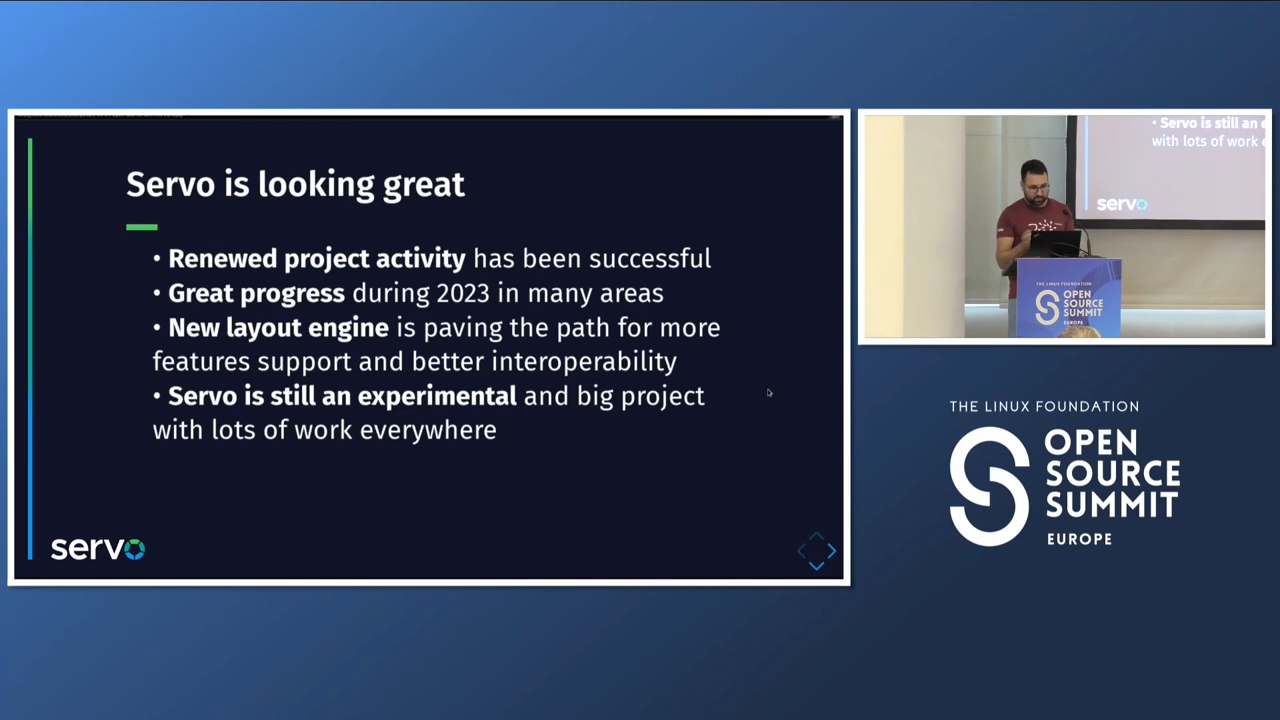 Servo is looking great
• Renewed project activity has been successful
• Great progress during 2023 in many areas
• New layout engine is paving the path for more
features support and better interoperability
• Servo is still an experimental and big project
with lots of work everywhere
servo
• Servo is still an e
with lots of work e
servo
THE LINUX FOUNDATION
OPEN
SOURCE
SUMMIT
EUROPE
THE LINUX FOUNDATION
OPEN
SOURCE
SUMMIT
EUROPE